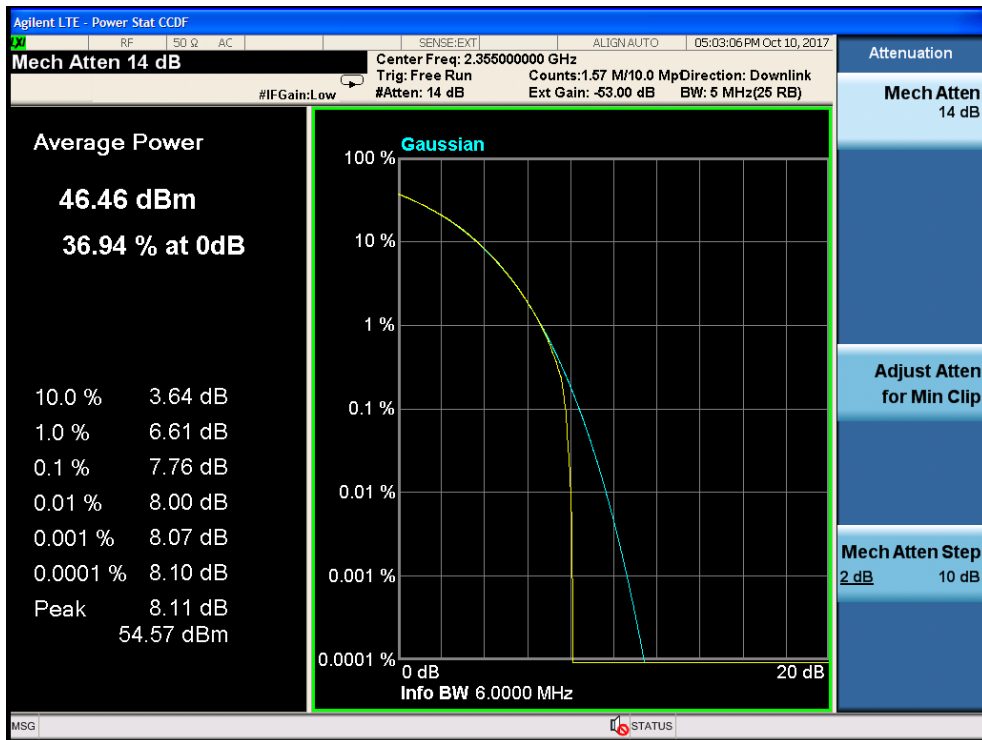 Agilent LTE - Power Stat CCDF
LXI RF 50 Ω AC SENSE:EXT ALIGNAUTO 05:03:06 PM Oct 10, 2017
Mech Atten 14 dB
Center Freq: 2.355000000 GHz
Trig: Free Run Counts:1.57 M/10.0 Mpt Direction: Downlink
#IFGain:Low #Atten: 14 dB Ext Gain: -53.00 dB BW: 5 MHz(25 RB)
Average Power
46.46 dBm
36.94 % at 0dB
10.0 % 3.64 dB
1.0 % 6.61 dB
0.1 % 7.76 dB
0.01 % 8.00 dB
0.001 % 8.07 dB
0.0001 % 8.10 dB
Peak 8.11 dB
54.57 dBm
Gaussian
100 %
10 %
1 %
0.1 %
0.01 %
0.001 %
0.0001 %
0 dB 20 dB
Info BW 6.0000 MHz
Attenuation
Mech Atten
14 dB
Adjust Atten
for Min Clip
Mech Atten Step
2 dB 10 dB
MSG STATUS